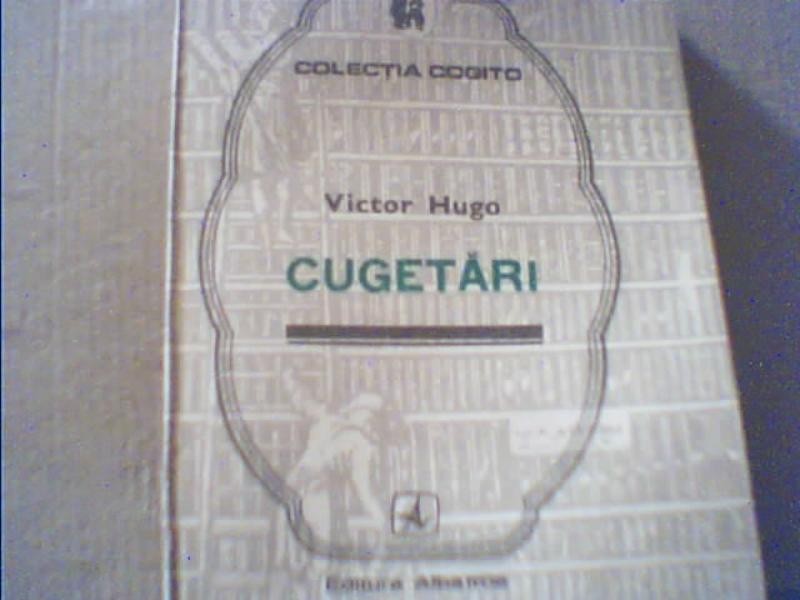 COLECȚIA COGITO
Victor Hugo
CUGETĂRI
A
Editura Albatros